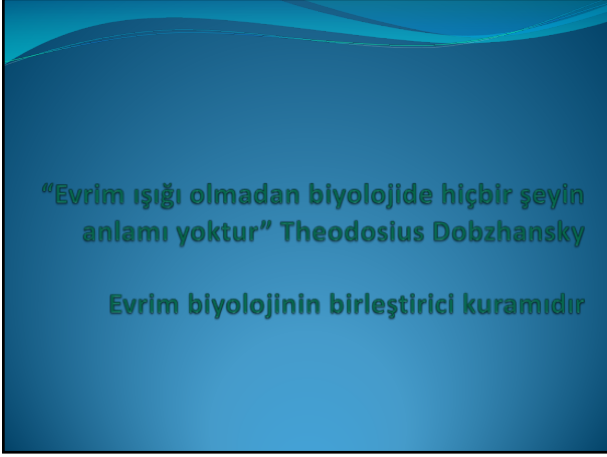 “Evrim ışığı olmadan biyolojide hiçbir şeyin
anlamı yoktur” Theodosius Dobzhansky
Evrim biyolojinin birleştirici kuramıdır